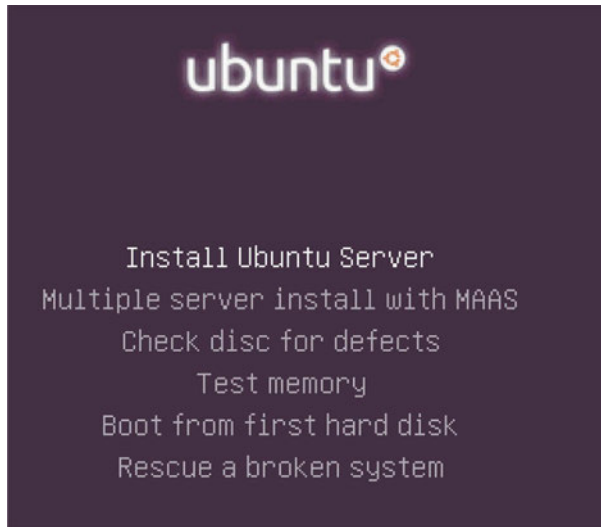 ubuntu
Install Ubuntu Server
Multiple server install with MAAS
Check disc for defects
Test memory
Boot from first hard disk
Rescue a broken system